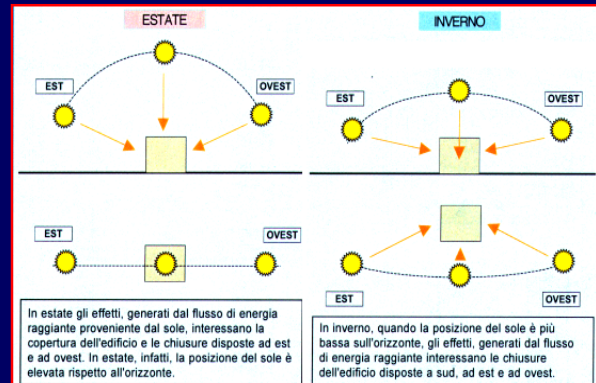 ESTATE
EST
OVEST
EST
OVEST
In estate gli effetti, generati dal flusso di energia
raggiante proveniente dal sole, interessano la
copertura dell'edificio e le chiusure disposte ad est
e ad ovest. In estate, infatti, la posizione del sole è
elevata rispetto all'orizzonte.
INVERNO
EST
OVEST
EST
OVEST
In inverno, quando la posizione del sole è più
bassa sull'orizzonte, gli effetti, generati dal flusso
di energia raggiante interessano le chiusure
dell'edificio disposte a sud, ad est e ad ovest.